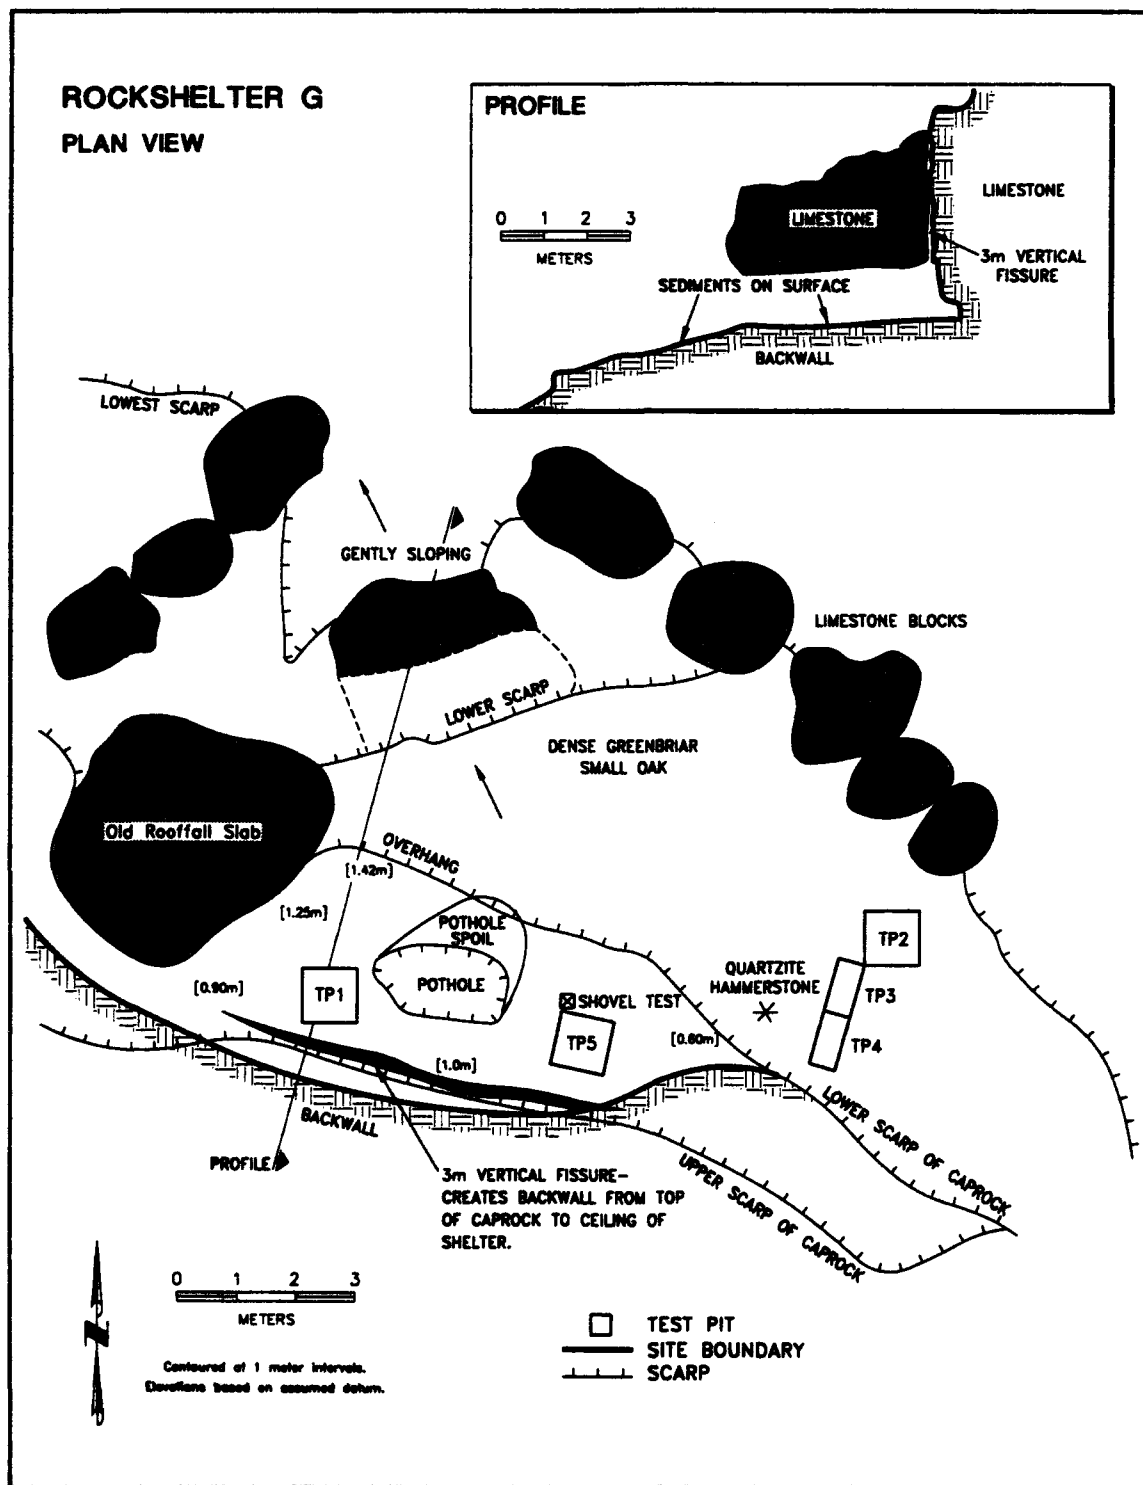 ROCKSHELTER G
PLAN VIEW
PROFILE
LIMESTONE
LIMESTONE
0 1 2 3
METERS
3m VERTICAL
FISSURE
SEDIMENTS ON SURFACE
BACKWALL
LOWEST SCARP
GENTLY SLOPING
LIMESTONE BLOCKS
LOWER SCARP
DENSE GREENBRIAR
SMALL OAK
Old Rooffall Slab
OVERHANG
[1.42m]
[1.25m]
POTHOLE
SPOIL
TP2
QUARTZITE
HAMMERSTONE
[0.90m]
TP1
POTHOLE
SHOVEL TEST
TP3
TP5
[0.60m]
TP4
[1.0m]
BACKWALL
LOWER SCARP OF CAPROCK
PROFILE
UPPER SCARP OF CAPROCK
3m VERTICAL FISSURE-
CREATES BACKWALL FROM TOP
OF CAPROCK TO CEILING OF
SHELTER.
0 1 2 3
METERS
N
Contoured at 1 meter intervals.
Elevations based on assumed datum.
TEST PIT
SITE BOUNDARY
SCARP